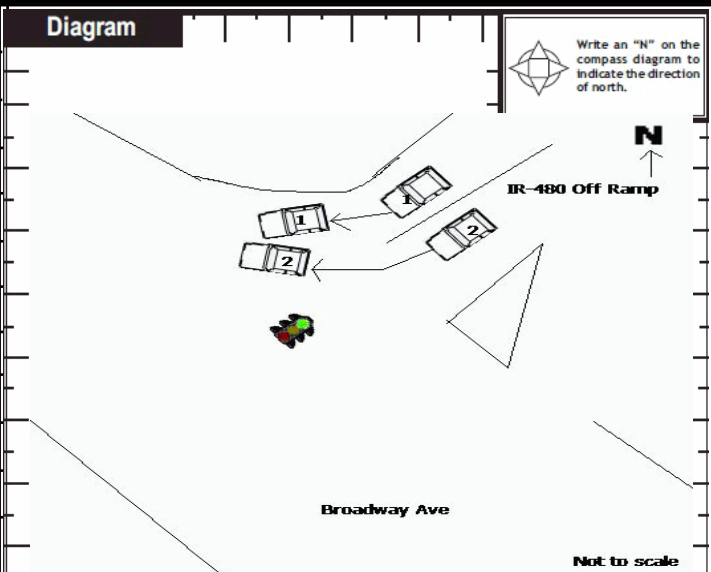 Diagram
Write an “N” on the
compass diagram to
indicate the direction
of north.
N
IR-480 Off Ramp
1
1
2
2
Broadway Ave
Not to scale